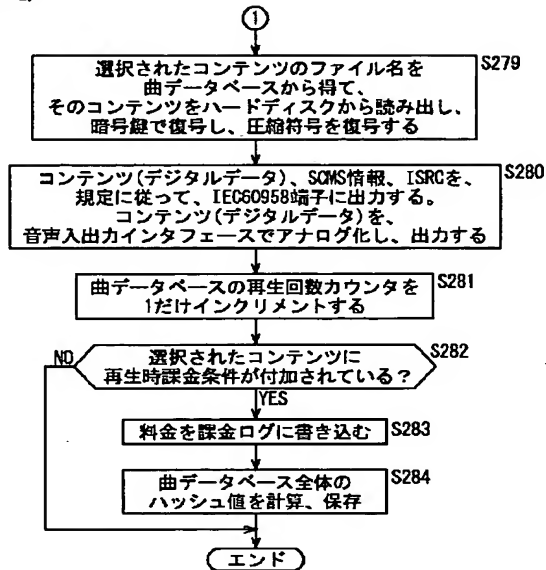 ①
S279
選択されたコンテンツのファイル名を
曲データベースから得て、
そのコンテンツをハードディスクから読み出し、
暗号鍵で復号し、圧縮符号を復号する
S280
コンテンツ(デジタルデータ)、SCMS情報、ISRCを、
規定に従って、IEC60958端子に出力する。
コンテンツ(デジタルデータ)を、
音声入出力インタフェースでアナログ化し、出力する
S281
曲データベースの再生回数カウンタを
1だけインクリメントする
S282
選択されたコンテンツに
再生時課金条件が付加されている?
NO
YES
料金を課金ログに書き込む
S283
S284
曲データベース全体の
ハッシュ値を計算、保存
エンド